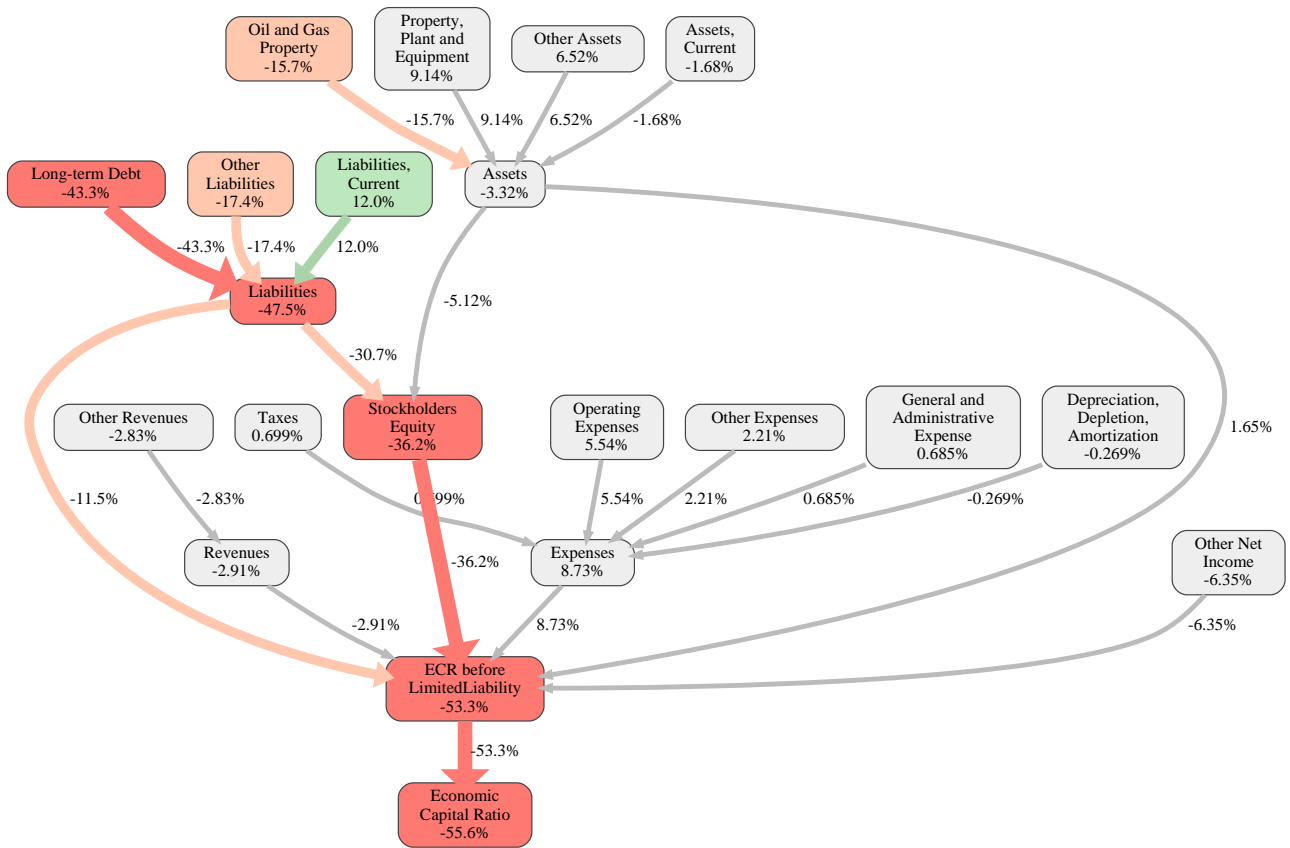 Oil and Gas
Property
-15.7%
Property,
Plant and
Equipment
9.14%
Other Assets
6.52%
Assets,
Current
-1.68%
-15.7%
9.14%
6.52%
-1.68%
Long-term Debt
-43.3%
Other
Liabilities
-17.4%
Liabilities,
Current
12.0%
Assets
-3.32%
-43.3%
-17.4%
12.0%
Liabilities
-47.5%
-5.12%
-30.7%
Other Revenues
-2.83%
Taxes
0.699%
Stockholders
Equity
-36.2%
Operating
Expenses
5.54%
Other Expenses
2.21%
General and
Administrative
Expense
0.685%
Depreciation,
Depletion,
Amortization
-0.269%
1.65%
-11.5%
-2.83%
0.699%
5.54%
2.21%
0.685%
-0.269%
Revenues
-2.91%
-36.2%
Expenses
8.73%
Other Net
Income
-6.35%
-2.91%
8.73%
-6.35%
ECR before
LimitedLiability
-53.3%
-53.3%
Economic
Capital Ratio
-55.6%